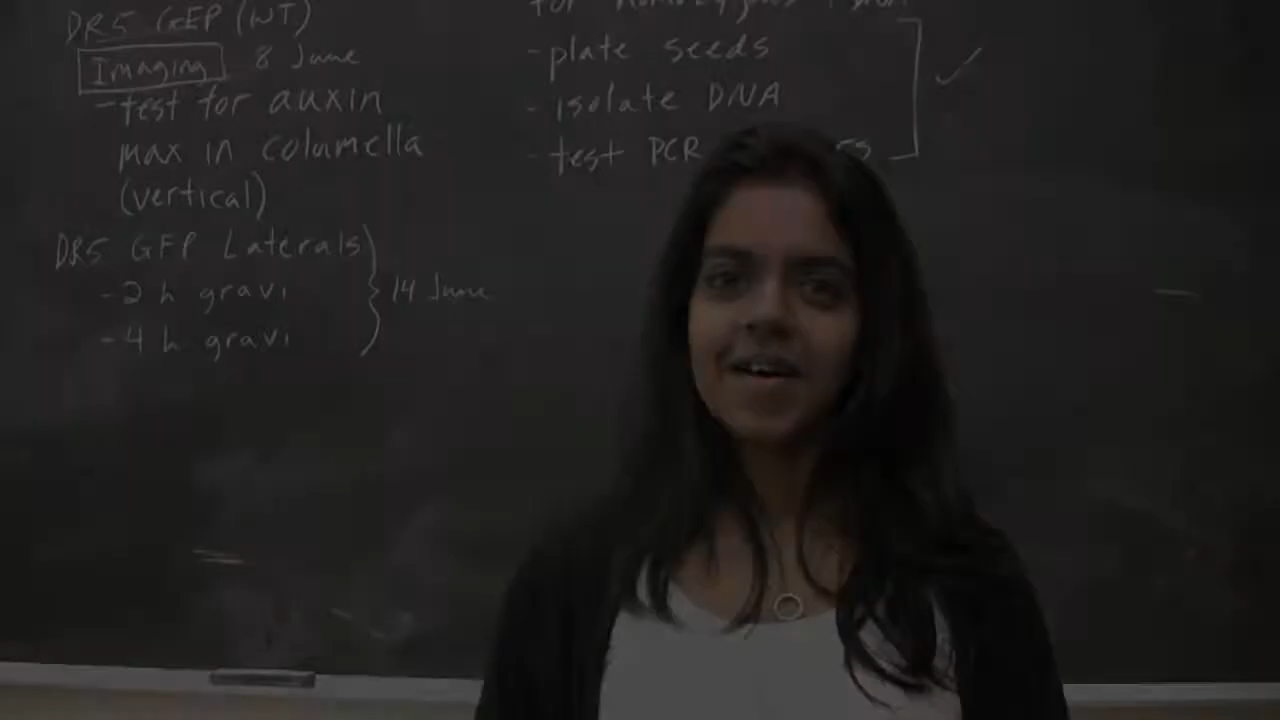 DR5 GFP (WT)
Imaging 8 June
-test for auxin
max in columella
(vertical)
DR5 GFP Laterals
-2 h gravi
-4 h gravi
14 June
for
-plate seeds
-isolate DNA
-test PCR